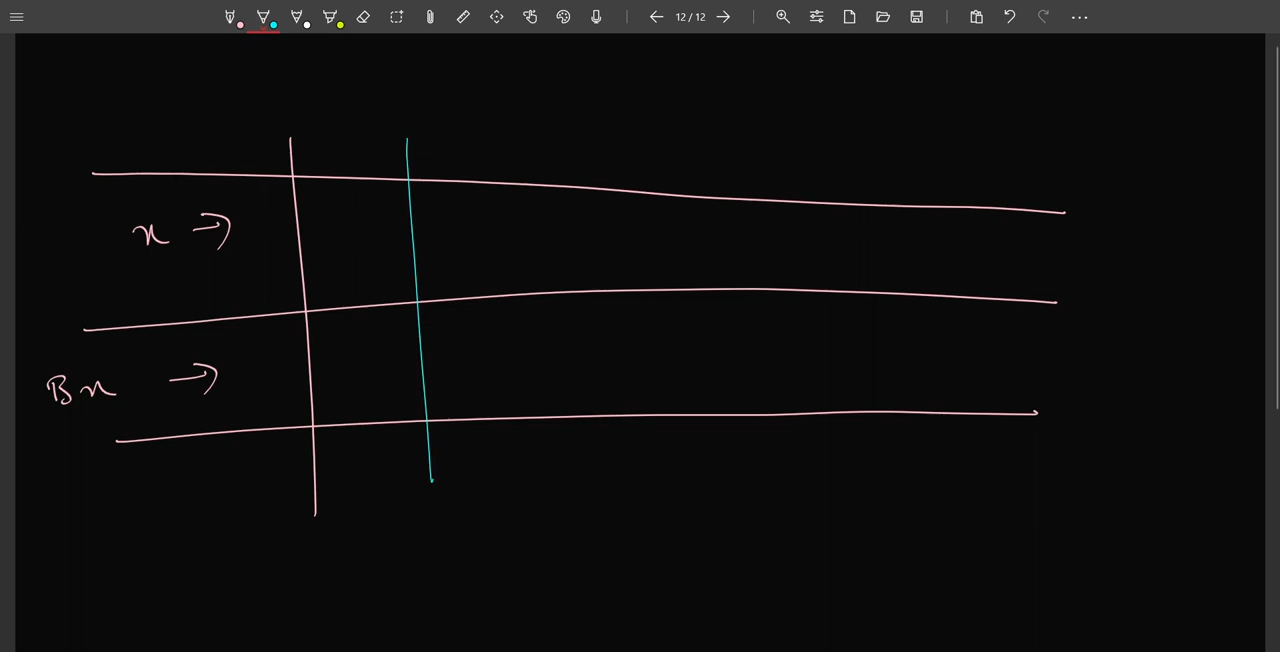 12 / 12
x →
Bx →